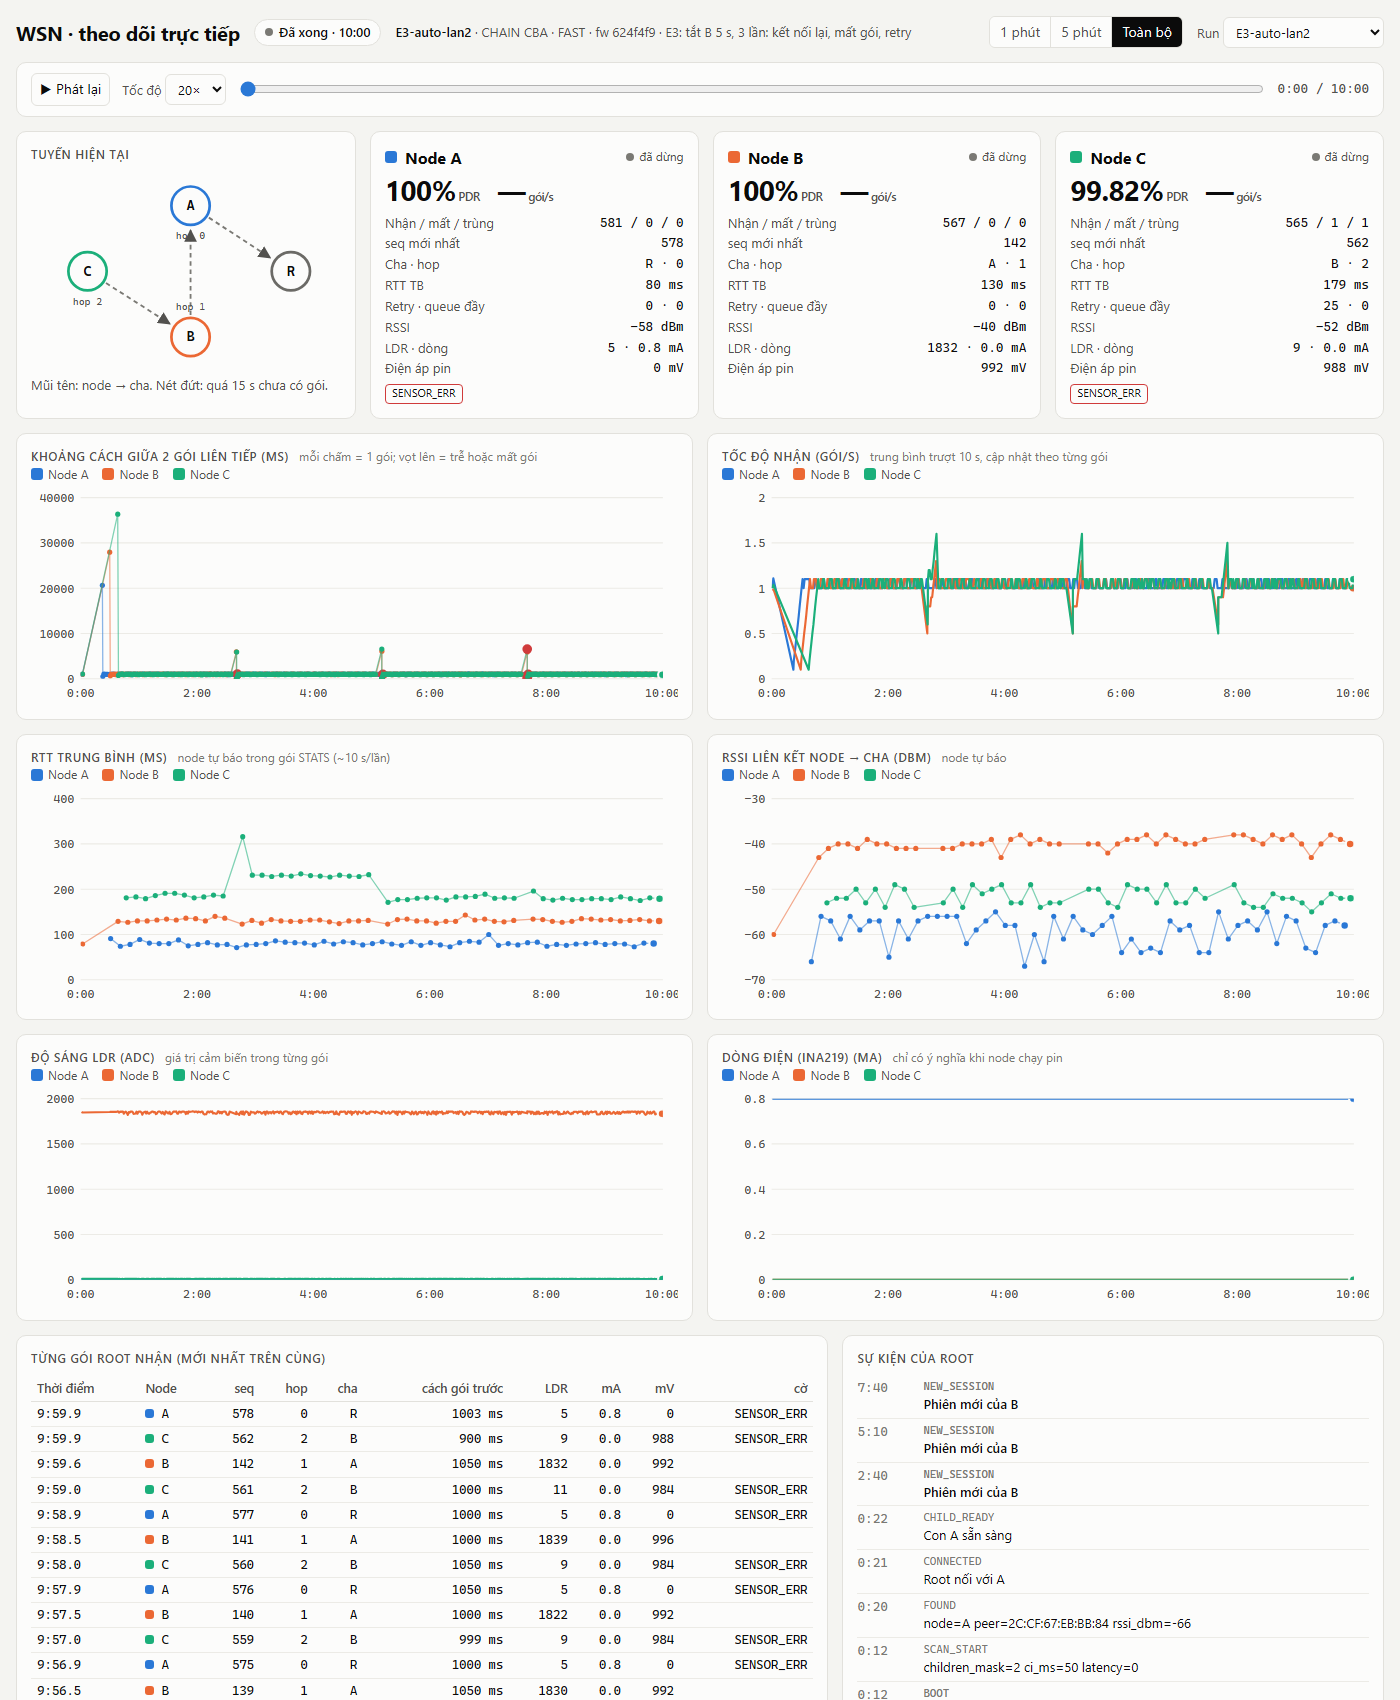 WSN · theo dõi trực tiếp
Đã xong · 10:00
E3-auto-lan2 · CHAIN CBA · FAST · fw 624f4f9 · E3: tắt B 5 s, 3 lần: kết nối lại, mất gói, retry
1 phút 5 phút Toàn bộ
Run E3-auto-lan2
▶ Phát lại Tốc độ 20× 0:00 / 10:00
TUYẾN HIỆN TẠI
A
hop 0
C
R
hop 2
hop 1
B
Mũi tên: node → cha. Nét đứt: quá 15 s chưa có gói.
Node A đã dừng
100% PDR — gói/s
Nhận / mất / trùng 581 / 0 / 0
seq mới nhất 578
Cha · hop R · 0
RTT TB 80 ms
Retry · queue đầy 0 · 0
RSSI −58 dBm
LDR · dòng 5 · 0.8 mA
Điện áp pin 0 mV
SENSOR_ERR
Node B đã dừng
100% PDR — gói/s
Nhận / mất / trùng 567 / 0 / 0
seq mới nhất 142
Cha · hop A · 1
RTT TB 130 ms
Retry · queue đầy 0 · 0
RSSI −40 dBm
LDR · dòng 1832 · 0.0 mA
Điện áp pin 992 mV
Node C đã dừng
99.82% PDR — gói/s
Nhận / mất / trùng 565 / 1 / 1
seq mới nhất 562
Cha · hop B · 2
RTT TB 179 ms
Retry · queue đầy 25 · 0
RSSI −52 dBm
LDR · dòng 9 · 0.0 mA
Điện áp pin 988 mV
SENSOR_ERR
KHOẢNG CÁCH GIỮA 2 GÓI LIÊN TIẾP (MS) mỗi chấm = 1 gói; vọt lên = trễ hoặc mất gói
Node A Node B Node C
40000
30000
20000
10000
0
0:00 2:00 4:00 6:00 8:00 10:00
TỐC ĐỘ NHẬN (GÓI/S) trung bình trượt 10 s, cập nhật theo từng gói
Node A Node B Node C
2
1.5
1
0.5
0
0:00 2:00 4:00 6:00 8:00 10:00
RTT TRUNG BÌNH (MS) node tự báo trong gói STATS (~10 s/lần)
Node A Node B Node C
400
300
200
100
0
0:00 2:00 4:00 6:00 8:00 10:00
RSSI LIÊN KẾT NODE → CHA (DBM) node tự báo
Node A Node B Node C
−30
−40
−50
−60
−70
0:00 2:00 4:00 6:00 8:00 10:00
ĐỘ SÁNG LDR (ADC) giá trị cảm biến trong từng gói
Node A Node B Node C
2000
1500
1000
500
0
0:00 2:00 4:00 6:00 8:00 10:00
DÒNG ĐIỆN (INA219) (MA) chỉ có ý nghĩa khi node chạy pin
Node A Node B Node C
0.8
0.6
0.4
0.2
0
0:00 2:00 4:00 6:00 8:00 10:00
TỪNG GÓI ROOT NHẬN (MỚI NHẤT TRÊN CÙNG)
Thời điểm Node seq hop cha cách gói trước LDR mA mV cờ
9:59.9 A 578 0 R 1003 ms 5 0.8 0 SENSOR_ERR
9:59.9 C 562 2 B 900 ms 9 0.0 988 SENSOR_ERR
9:59.6 B 142 1 A 1050 ms 1832 0.0 992
9:59.0 C 561 2 B 1000 ms 11 0.0 984 SENSOR_ERR
9:58.9 A 577 0 R 1000 ms 5 0.8 0 SENSOR_ERR
9:58.5 B 141 1 A 1000 ms 1839 0.0 996
9:58.0 C 560 2 B 1050 ms 9 0.0 984 SENSOR_ERR
9:57.9 A 576 0 R 1050 ms 5 0.8 0 SENSOR_ERR
9:57.5 B 140 1 A 1000 ms 1822 0.0 992
9:57.0 C 559 2 B 999 ms 9 0.0 984 SENSOR_ERR
9:56.9 A 575 0 R 1000 ms 5 0.8 0 SENSOR_ERR
9:56.5 B 139 1 A 1050 ms 1830 0.0 992
SỰ KIỆN CỦA ROOT
7:40 NEW_SESSION
Phiên mới của B
5:10 NEW_SESSION
Phiên mới của B
2:40 NEW_SESSION
Phiên mới của B
0:22 CHILD_READY
Con A sẵn sàng
0:21 CONNECTED
Root nối với A
0:20 FOUND
node=A peer=2C:CF:67:EB:BB:84 rssi_dbm=-66
0:12 SCAN_START
children_mask=2 ci_ms=50 latency=0
0:12 BOOT